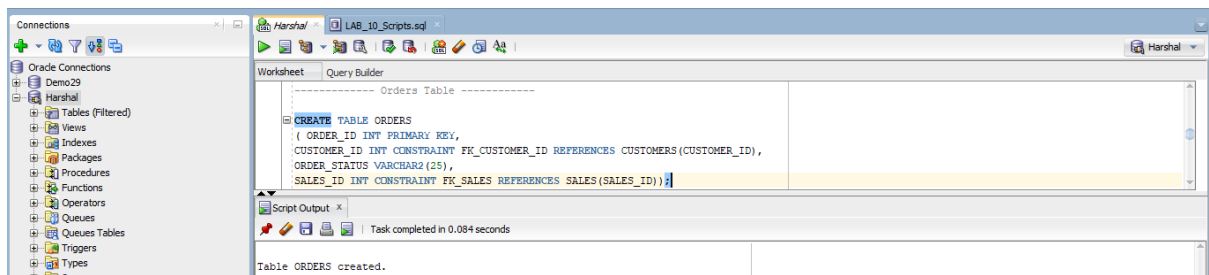 Connections
Oracle Connections
Demo29
Harshal
Tables (Filtered)
Views
Indexes
Packages
Procedures
Functions
Operators
Queues
Queues Tables
Triggers
Types
Harshal
LAB_10_Scripts.sql
Harshal
Worksheet Query Builder
------------- Orders Table ------------
CREATE TABLE ORDERS
( ORDER_ID INT PRIMARY KEY,
CUSTOMER_ID INT CONSTRAINT FK_CUSTOMER_ID REFERENCES CUSTOMERS(CUSTOMER_ID),
ORDER_STATUS VARCHAR2(25),
SALES_ID INT CONSTRAINT FK_SALES REFERENCES SALES(SALES_ID));
Script Output
Task completed in 0.084 seconds
Table ORDERS created.